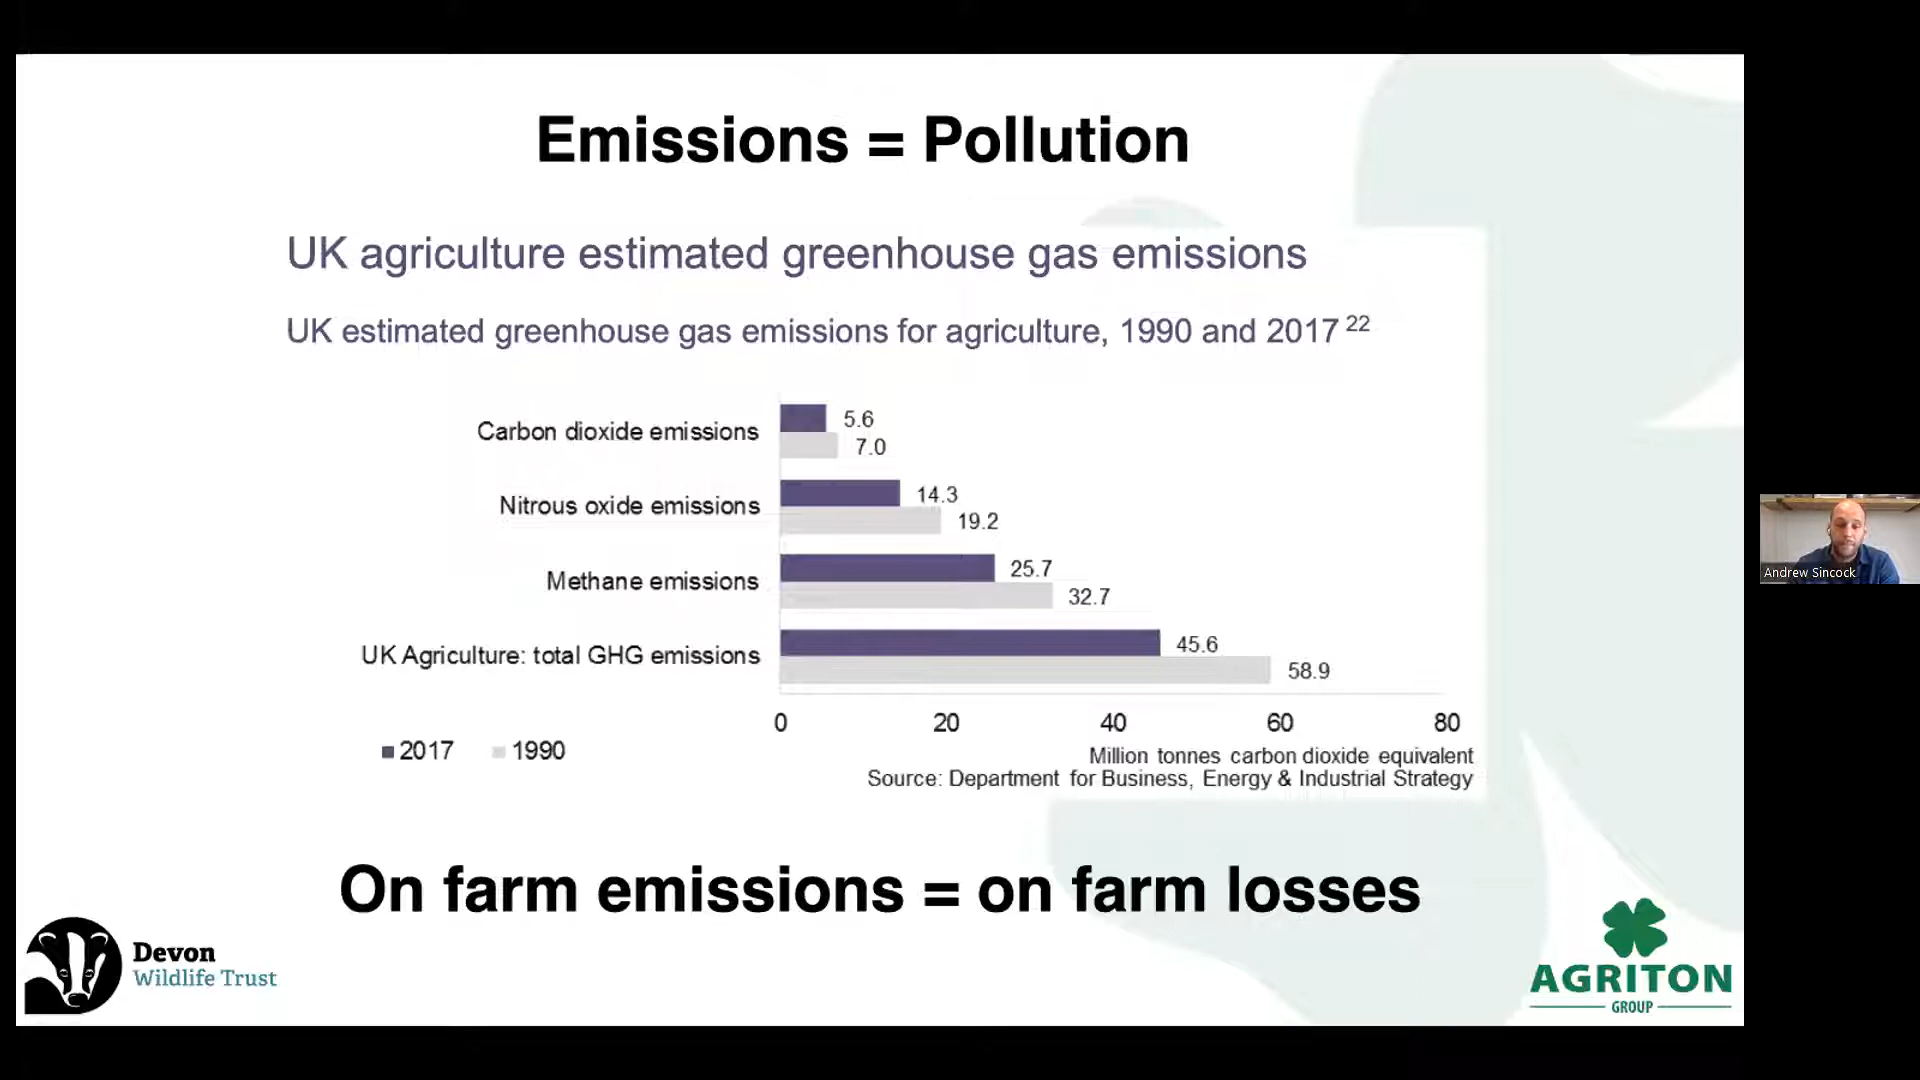 Emissions = Pollution
UK agriculture estimated greenhouse gas emissions
UK estimated greenhouse gas emissions for agriculture, 1990 and 2017 22
Carbon dioxide emissions
5.6
7.0
Nitrous oxide emissions
14.3
19.2
Methane emissions
25.7
32.7
UK Agriculture: total GHG emissions
45.6
58.9
0 20 40 60 80
2017 1990
Million tonnes carbon dioxide equivalent
Source: Department for Business, Energy & Industrial Strategy
On farm emissions = on farm losses
Devon
Wildlife Trust
AGRITON
GROUP
Andrew Sincock